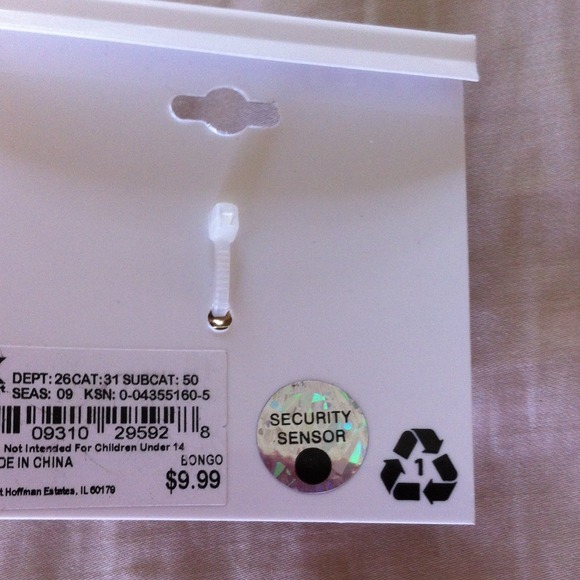 DEPT: 26CAT: 31 SUBCAT: 50
SEAS: 09 KSN: 0-04355160-5
09310 29592 8
Not Intended For Children Under 14
DE IN CHINA
BONGO
$9.99
t Hoffman Estates, IL 60179
SECURITY
SENSOR
1